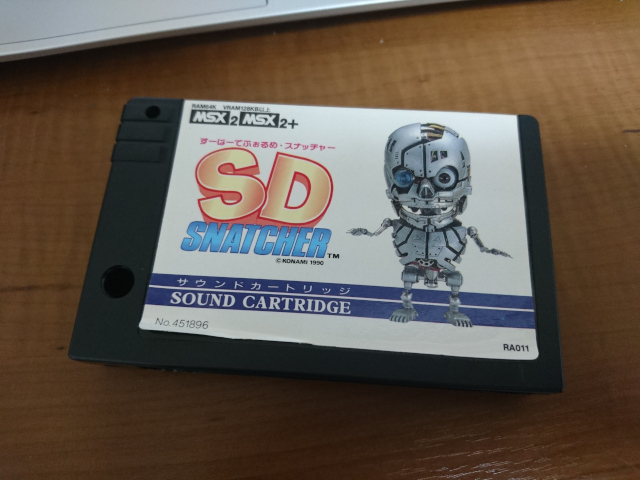 RAM64K VRAM128KB以上
MSX2 MSX2+
すーぱーでふぉるめ・スナッチャー
SD
SNATCHER™
©KONAMI 1990
サウンドカートリッジ
SOUND CARTRIDGE
No.451896
RA011